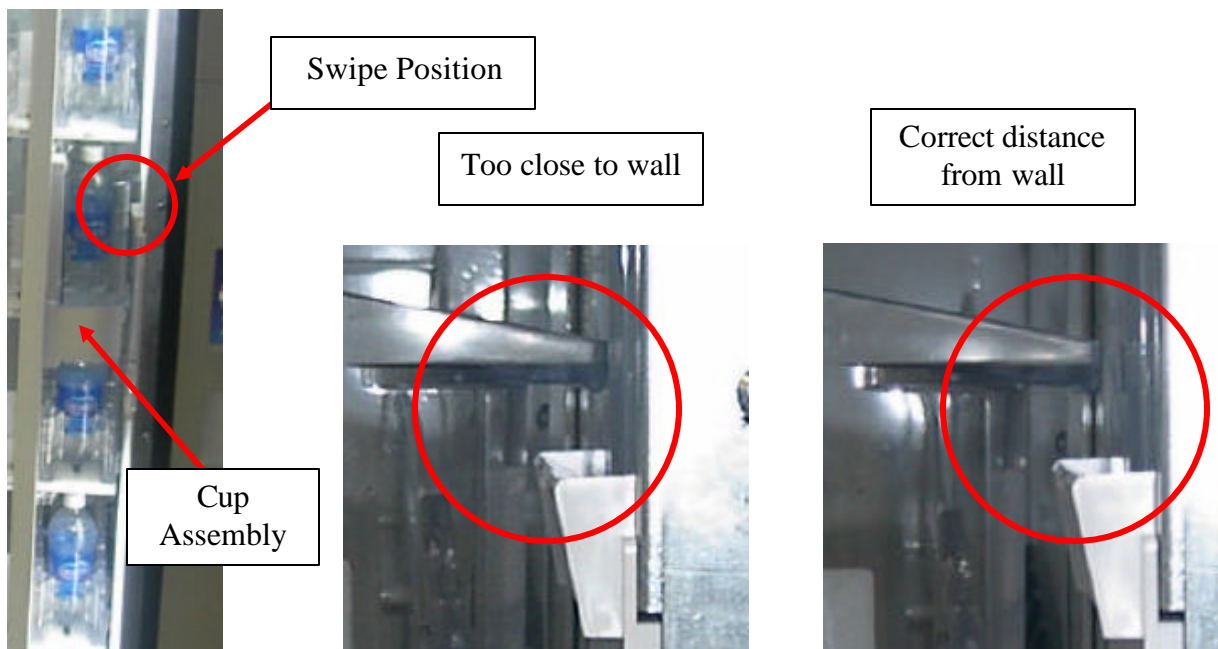 Swipe Position
Too close to wall
Correct distance
from wall
Cup
Assembly